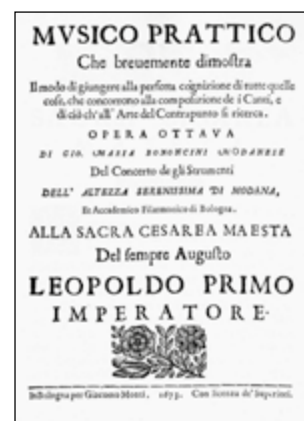 MVSICO PRATTICO
Che breuemente dimostra
Il modo di giungere alla perfetta cognizione di tutte quelle
cose, che concorrono alla composizione de i Canti, e
di ciò ch'all' Arte del Contrapunto si ricerca.
OPERA OTTAVA
DI GIO. MARIA BONONCINI MODANESE
Del Concerto de gli Strumenti
DELL' ALTEZZA SERENISSIMA DI MODANA,
Et Accademico Filarmonico di Bologna.
ALLA SACRA CESAREA MAESTA
Del sempre Augusto
LEOPOLDO PRIMO
IMPERATORE.
In Bologna per Giacomo Monti. 1673. Con licenza de' Superiori.